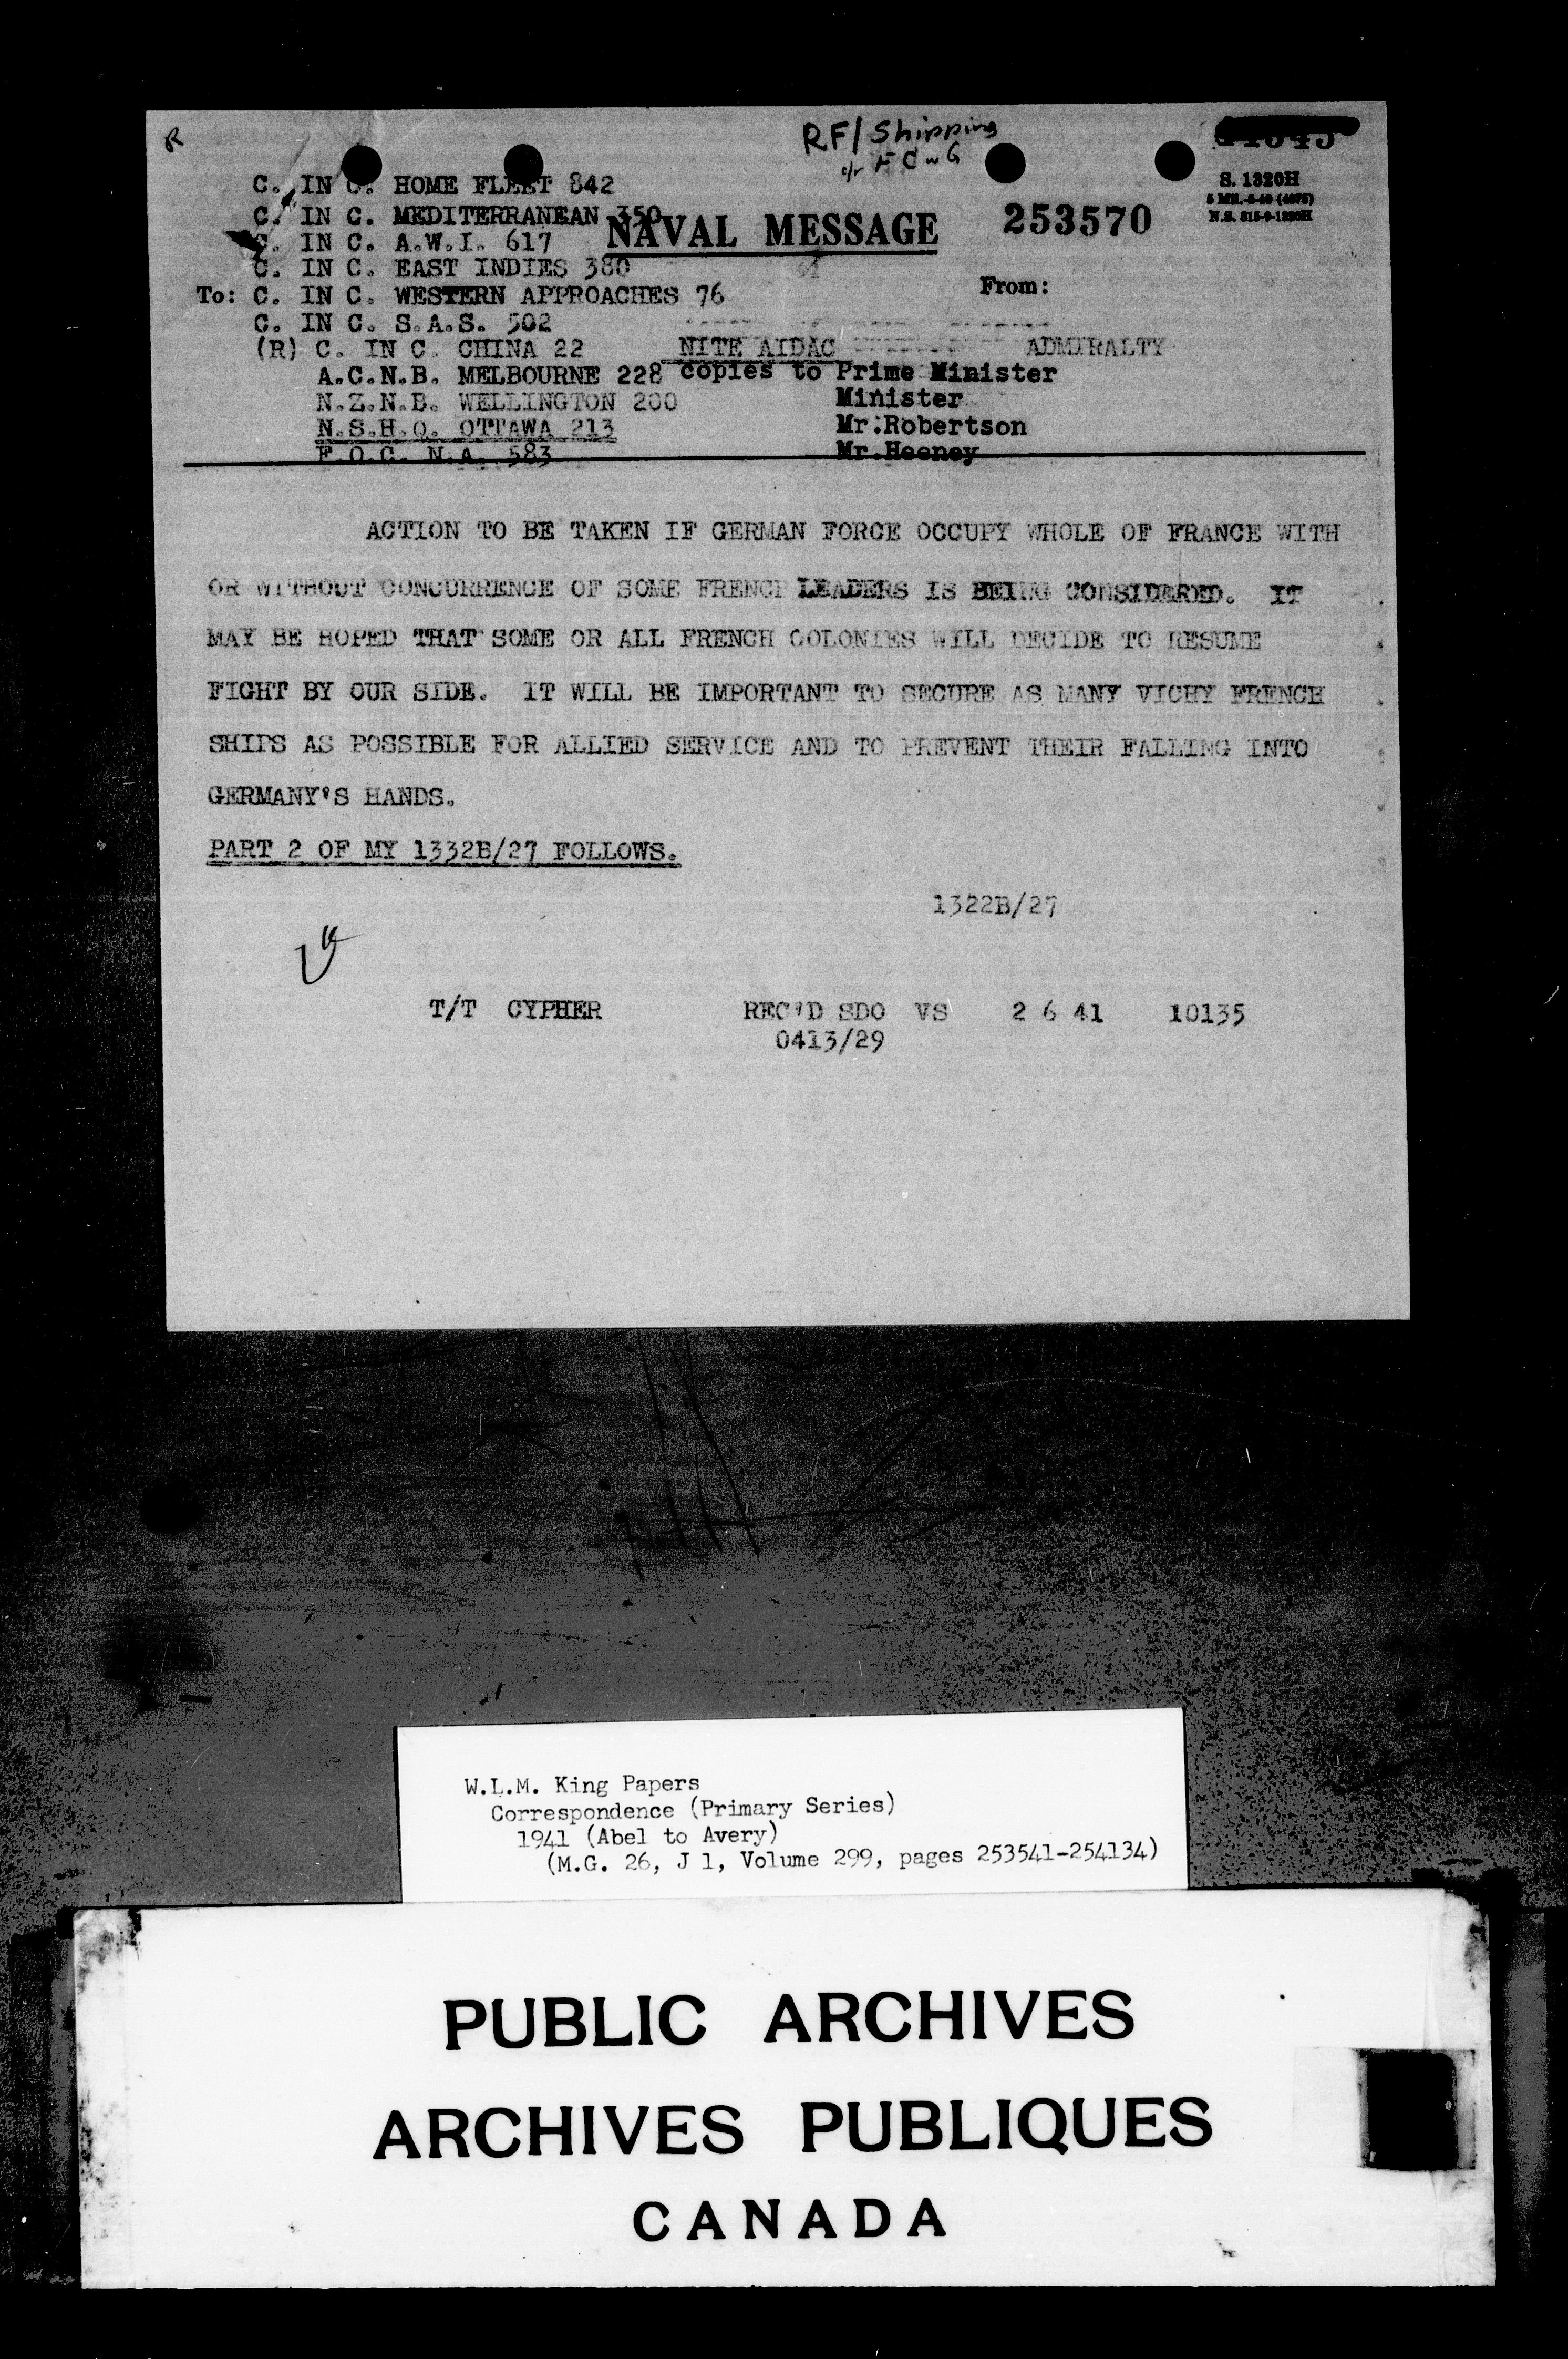 R
RF/ Shipping
C. IN C. HOME FLEET 842
S. 1320H
C. IN C. MEDITERRANEAN 350
NAVAL MESSAGE
253570
5 MH.-5-40 (4075)
N.S. 815-9-1320H
C. IN C. A.W.I. 617
C. IN C. EAST INDIES 380
To: C. IN C. WESTERN APPROACHES 76
From:
C. IN C. S.A.S. 502
(R) C. IN C. CHINA 22
NITE AIDAC
ADMIRALTY
A.C.N.B. MELBOURNE 228
copies to Prime Minister
N.Z.N.B. WELLINGTON 200
Minister
N.S.H.Q. OTTAWA 213
Mr.Robertson
F.O.C. N.A. 583
Mr.Heeney
ACTION TO BE TAKEN IF GERMAN FORCE OCCUPY WHOLE OF FRANCE WITH
OR WITHOUT CONCURRENCE OF SOME FRENCH LEADERS IS BEING CONSIDERED. IT
MAY BE HOPED THAT SOME OR ALL FRENCH COLONIES WILL DECIDE TO RESUME
FIGHT BY OUR SIDE. IT WILL BE IMPORTANT TO SECURE AS MANY VICHY FRENCH
SHIPS AS POSSIBLE FOR ALLIED SERVICE AND TO PREVENT THEIR FALLING INTO
GERMANY'S HANDS.
PART 2 OF MY 1332B/27 FOLLOWS.
1322B/27
T/T CYPHER REC'D SDO VS 2 6 41 10135
0413/29
W.L.M. King Papers
Correspondence (Primary Series)
1941 (Abel to Avery)
(M.G. 26, J 1, Volume 299, pages 253541-254134)
PUBLIC ARCHIVES
ARCHIVES PUBLIQUES
CANADA